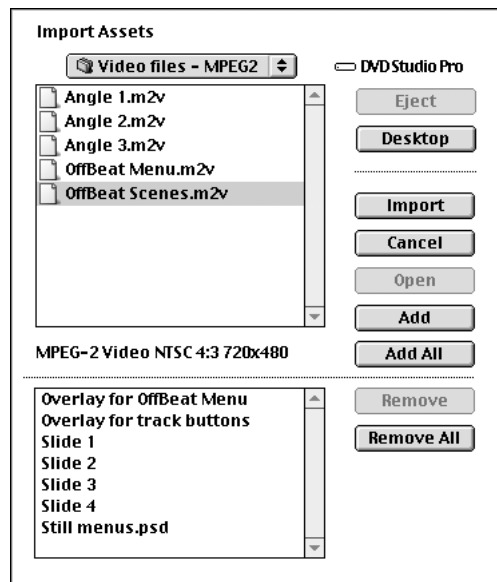 Import Assets
Video files - MPEG2
DVD Studio Pro
Angle 1.m2v
Angle 2.m2v
Angle 3.m2v
OffBeat Menu.m2v
OffBeat Scenes.m2v
Eject
Desktop
Import
Cancel
Open
Add
Add All
MPEG-2 Video NTSC 4:3 720x480
Overlay for OffBeat Menu
Overlay for track buttons
Slide 1
Slide 2
Slide 3
Slide 4
Still menus.psd
Remove
Remove All